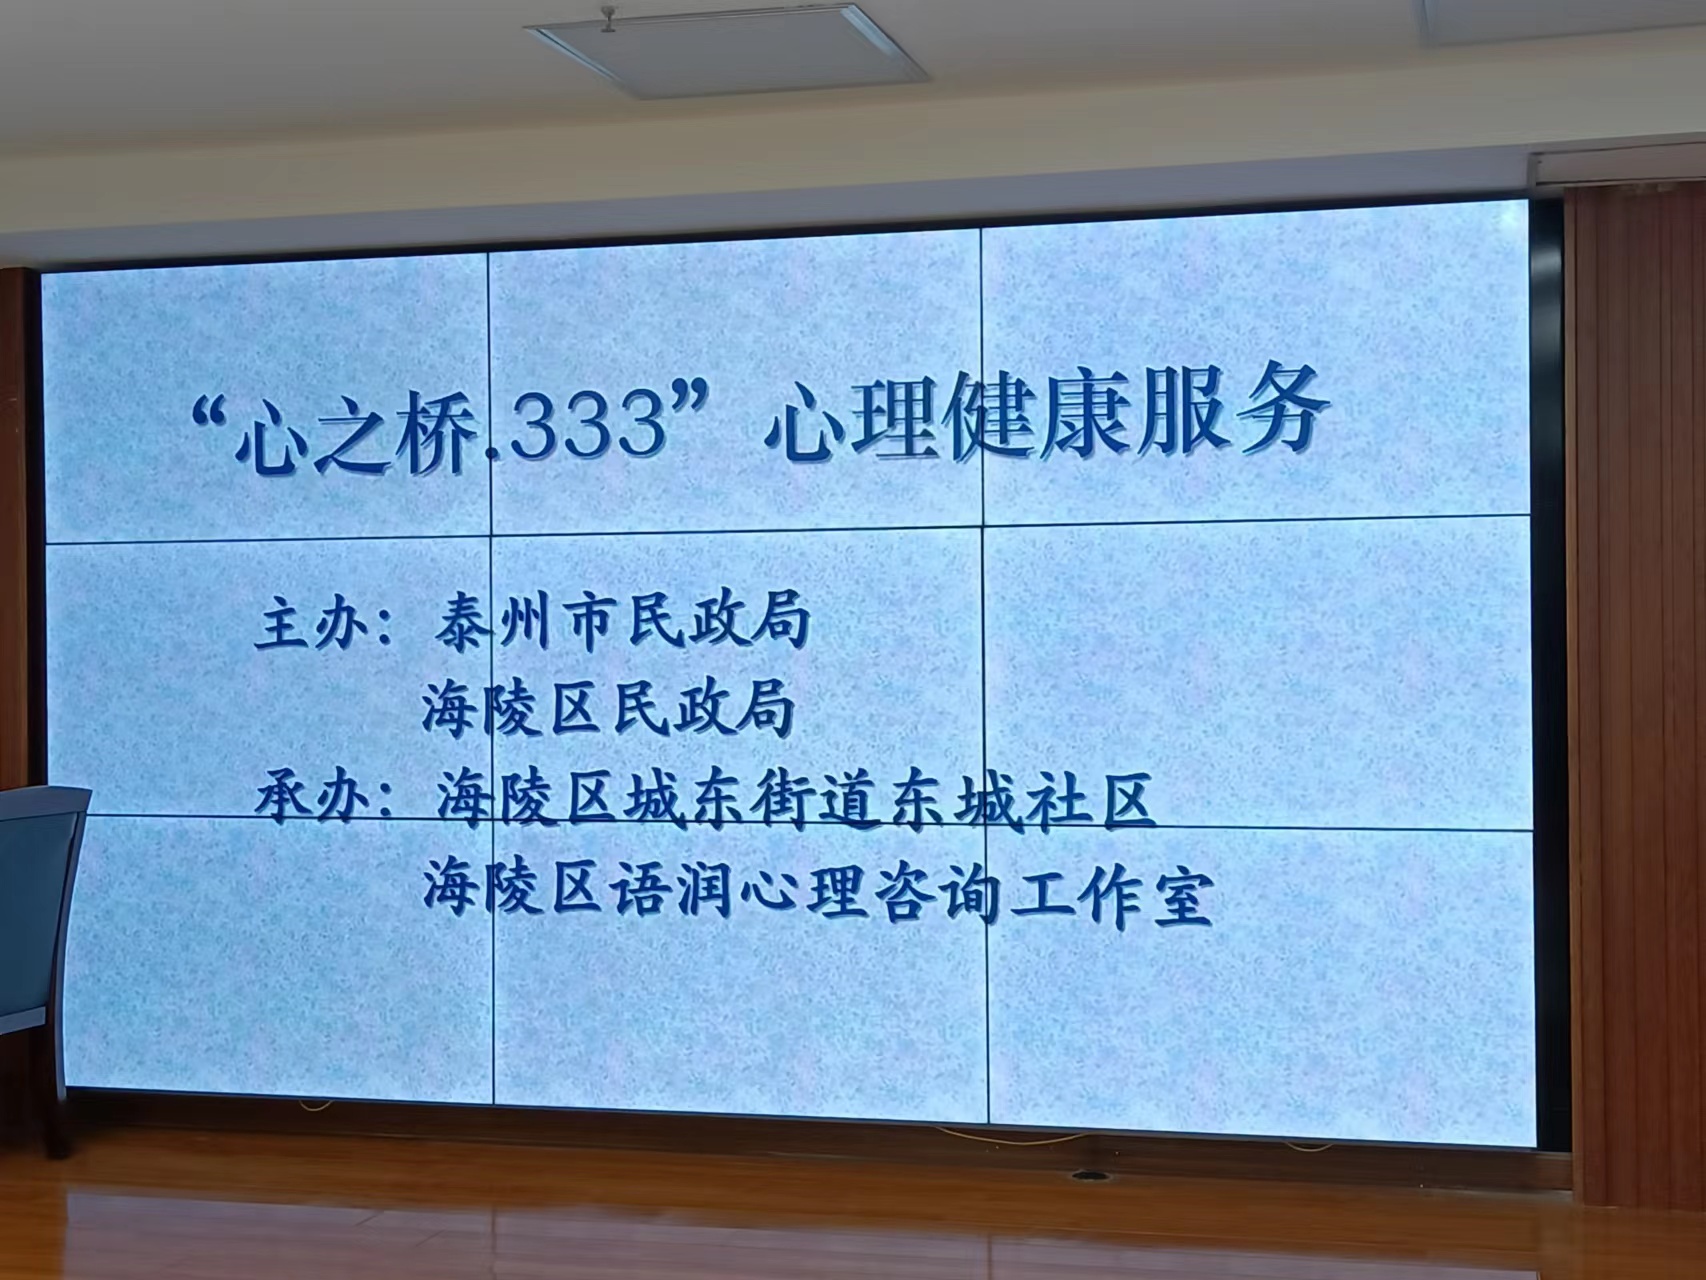 “心之桥.333”心理健康服务
主办：泰州市民政局
海陵区民政局
承办：海陵区城东街道东城社区
海陵区语润心理咨询工作室